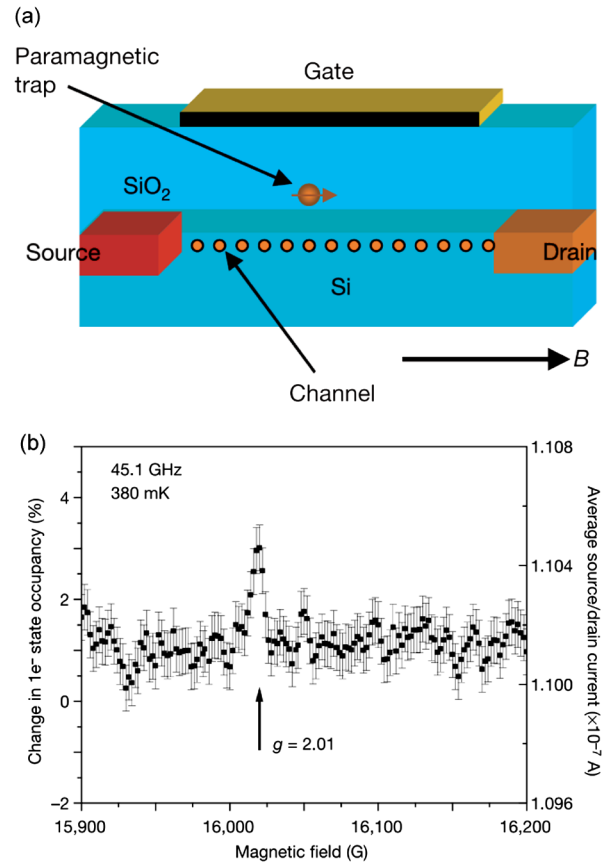 (a)
Paramagnetic
trap
Gate
SiO₂
Source
Drain
Si
B
Channel
(b)
45.1 GHz
380 mK
g = 2.01
Change in 1e⁻ state occupancy (%)
4
2
0
−2
Average source/drain current (×10⁻⁷ A)
1.108
1.104
1.100
1.096
15,900
16,000
16,100
16,200
Magnetic field (G)